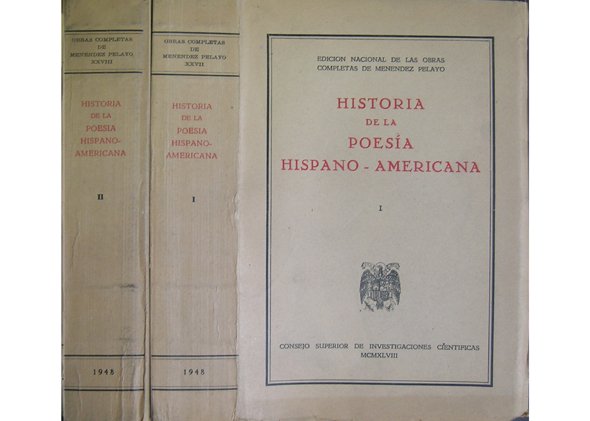 OBRAS COMPLETAS
DE
MENENDEZ PELAYO
XXVIII
HISTORIA
DE LA
POESIA
HISPANO-
AMERICANA
II
1948
OBRAS COMPLETAS
DE
MENENDEZ PELAYO
XXVII
HISTORIA
DE LA
POESIA
HISPANO-
AMERICANA
I
1948
EDICION NACIONAL DE LAS OBRAS
COMPLETAS DE MENENDEZ PELAYO
HISTORIA
DE LA
POESÍA
HISPANO - AMERICANA
I
CONSEJO SUPERIOR DE INVESTIGACIONES CIENTIFICAS
MCMXLVIII